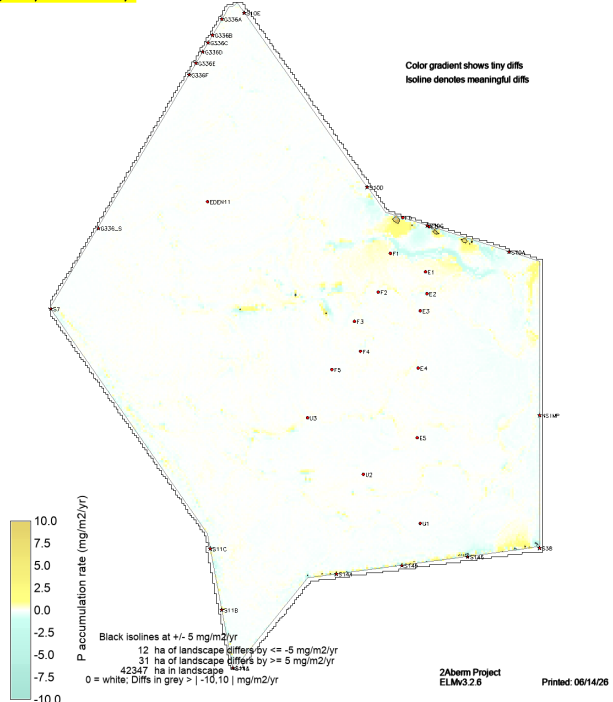 S10E
G336A
G336B
G336C
G336D
G336E
G336F
Color gradient shows tiny diffs
Isoline denotes meaningful diffs
S10D
EDEN11
G336_S
S10A
F1
E1
F2
E2
E3
S7
F3
F4
F5
E4
U3
NSIMP
E5
U2
U1
S11C
S38
S11B
10.0
7.5
5.0
2.5
0.0
-2.5
-5.0
-7.5
-10.0
P accumulation rate (mg/m2/yr)
Black isolines at +/- 5 mg/m2/yr
12 ha of landscape differs by <= -5 mg/m2/yr
31 ha of landscape differs by >= 5 mg/m2/yr
42347 ha in landscape
0 = white; Diffs in grey > | -10,10 | mg/m2/yr
2Aberm Project
ELMv3.2.6
Printed: 06/14/26